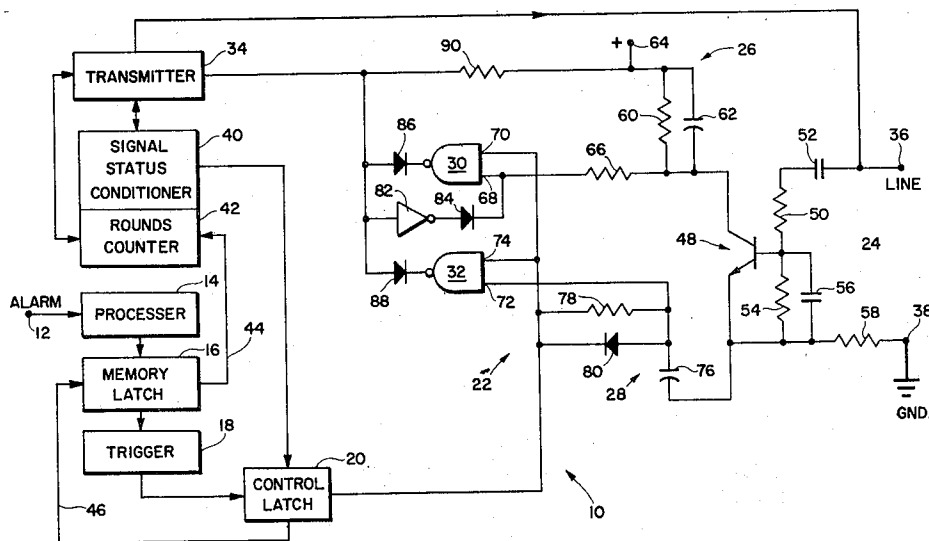 34
TRANSMITTER
90
+
64
26
60
62
40
SIGNAL
STATUS
CONDITIONER
86
30
70
68
66
52
36
LINE
82
84
42
ROUNDS
COUNTER
50
48
24
74
32
72
88
54
56
58
38
ALARM
12
14
PROCESSER
44
78
16
MEMORY
LATCH
22
80
28
76
GND.
18
TRIGGER
20
CONTROL
LATCH
46
10